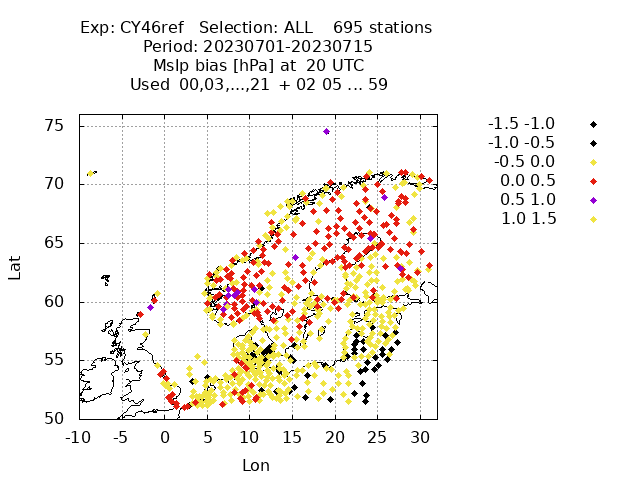 Exp: CY46ref   Selection: ALL    695 stations
Period: 20230701-20230715
Mslp bias [hPa] at  20 UTC
Used  00,03,...,21  + 02 05 ... 59
75
70
65
60
55
50
Lat
-10 -5 0 5 10 15 20 25 30
Lon
-1.5 -1.0
-1.0 -0.5
-0.5 0.0
0.0 0.5
0.5 1.0
1.0 1.5